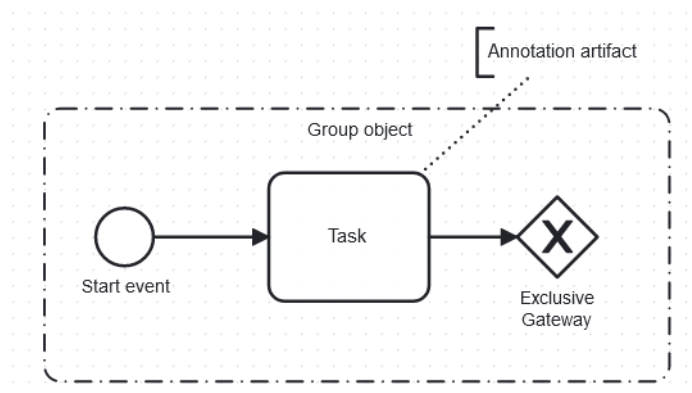 Annotation artifact
Group object
Task
Start event
Exclusive
Gateway